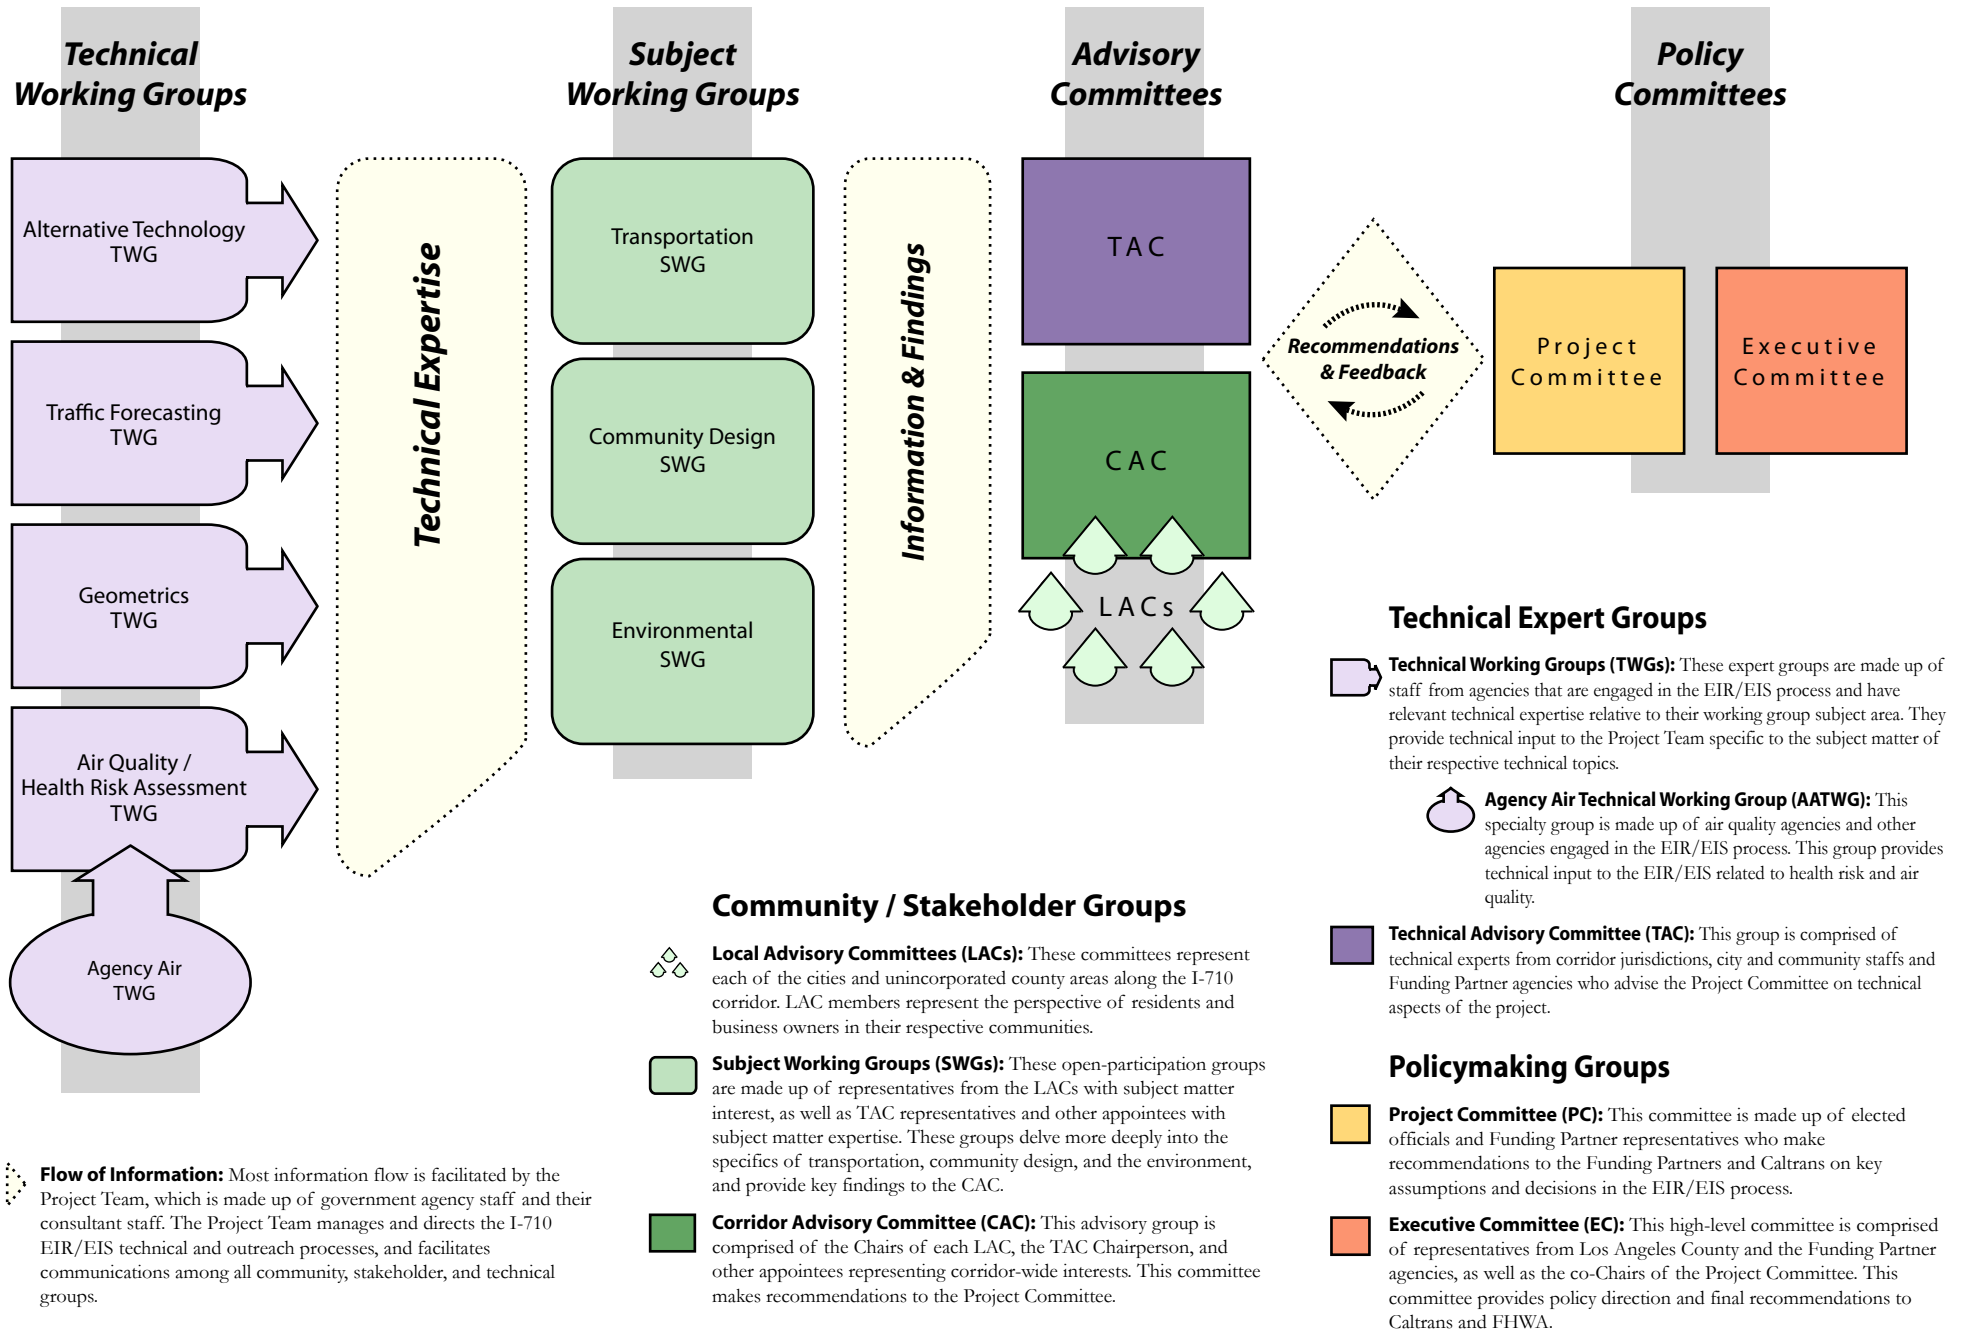 Technical
Working Groups
Subject
Working Groups
Advisory
Committees
Policy
Committees
Alternative Technology
TWG
Traffic Forecasting
TWG
Geometrics
TWG
Air Quality /
Health Risk Assessment
TWG
Agency Air
TWG
Technical Expertise
Transportation
SWG
Community Design
SWG
Environmental
SWG
Information & Findings
TAC
CAC
LACs
Recommendations
& Feedback
Project
Committee
Executive
Committee
Flow of Information: Most information flow is facilitated by the
Project Team, which is made up of government agency staff and their
consultant staff. The Project Team manages and directs the I-710
EIR/EIS technical and outreach processes, and facilitates
communications among all community, stakeholder, and technical
groups.
Community / Stakeholder Groups
Local Advisory Committees (LACs): These committees represent
each of the cities and unincorporated county areas along the I-710
corridor. LAC members represent the perspective of residents and
business owners in their respective communities.
Subject Working Groups (SWGs): These open-participation groups
are made up of representatives from the LACs with subject matter
interest, as well as TAC representatives and other appointees with
subject matter expertise. These groups delve more deeply into the
specifics of transportation, community design, and the environment,
and provide key findings to the CAC.
Corridor Advisory Committee (CAC): This advisory group is
comprised of the Chairs of each LAC, the TAC Chairperson, and
other appointees representing corridor-wide interests. This committee
makes recommendations to the Project Committee.
Technical Expert Groups
Technical Working Groups (TWGs): These expert groups are made up of
staff from agencies that are engaged in the EIR/EIS process and have
relevant technical expertise relative to their working group subject area. They
provide technical input to the Project Team specific to the subject matter of
their respective technical topics.
Agency Air Technical Working Group (AATWG): This
specialty group is made up of air quality agencies and other
agencies engaged in the EIR/EIS process. This group provides
technical input to the EIR/EIS related to health risk and air
quality.
Technical Advisory Committee (TAC): This group is comprised of
technical experts from corridor jurisdictions, city and community staffs and
Funding Partner agencies who advise the Project Committee on technical
aspects of the project.
Policymaking Groups
Project Committee (PC): This committee is made up of elected
officials and Funding Partner representatives who make
recommendations to the Funding Partners and Caltrans on key
assumptions and decisions in the EIR/EIS process.
Executive Committee (EC): This high-level committee is comprised
of representatives from Los Angeles County and the Funding Partner
agencies, as well as the co-Chairs of the Project Committee. This
committee provides policy direction and final recommendations to
Caltrans and FHWA.